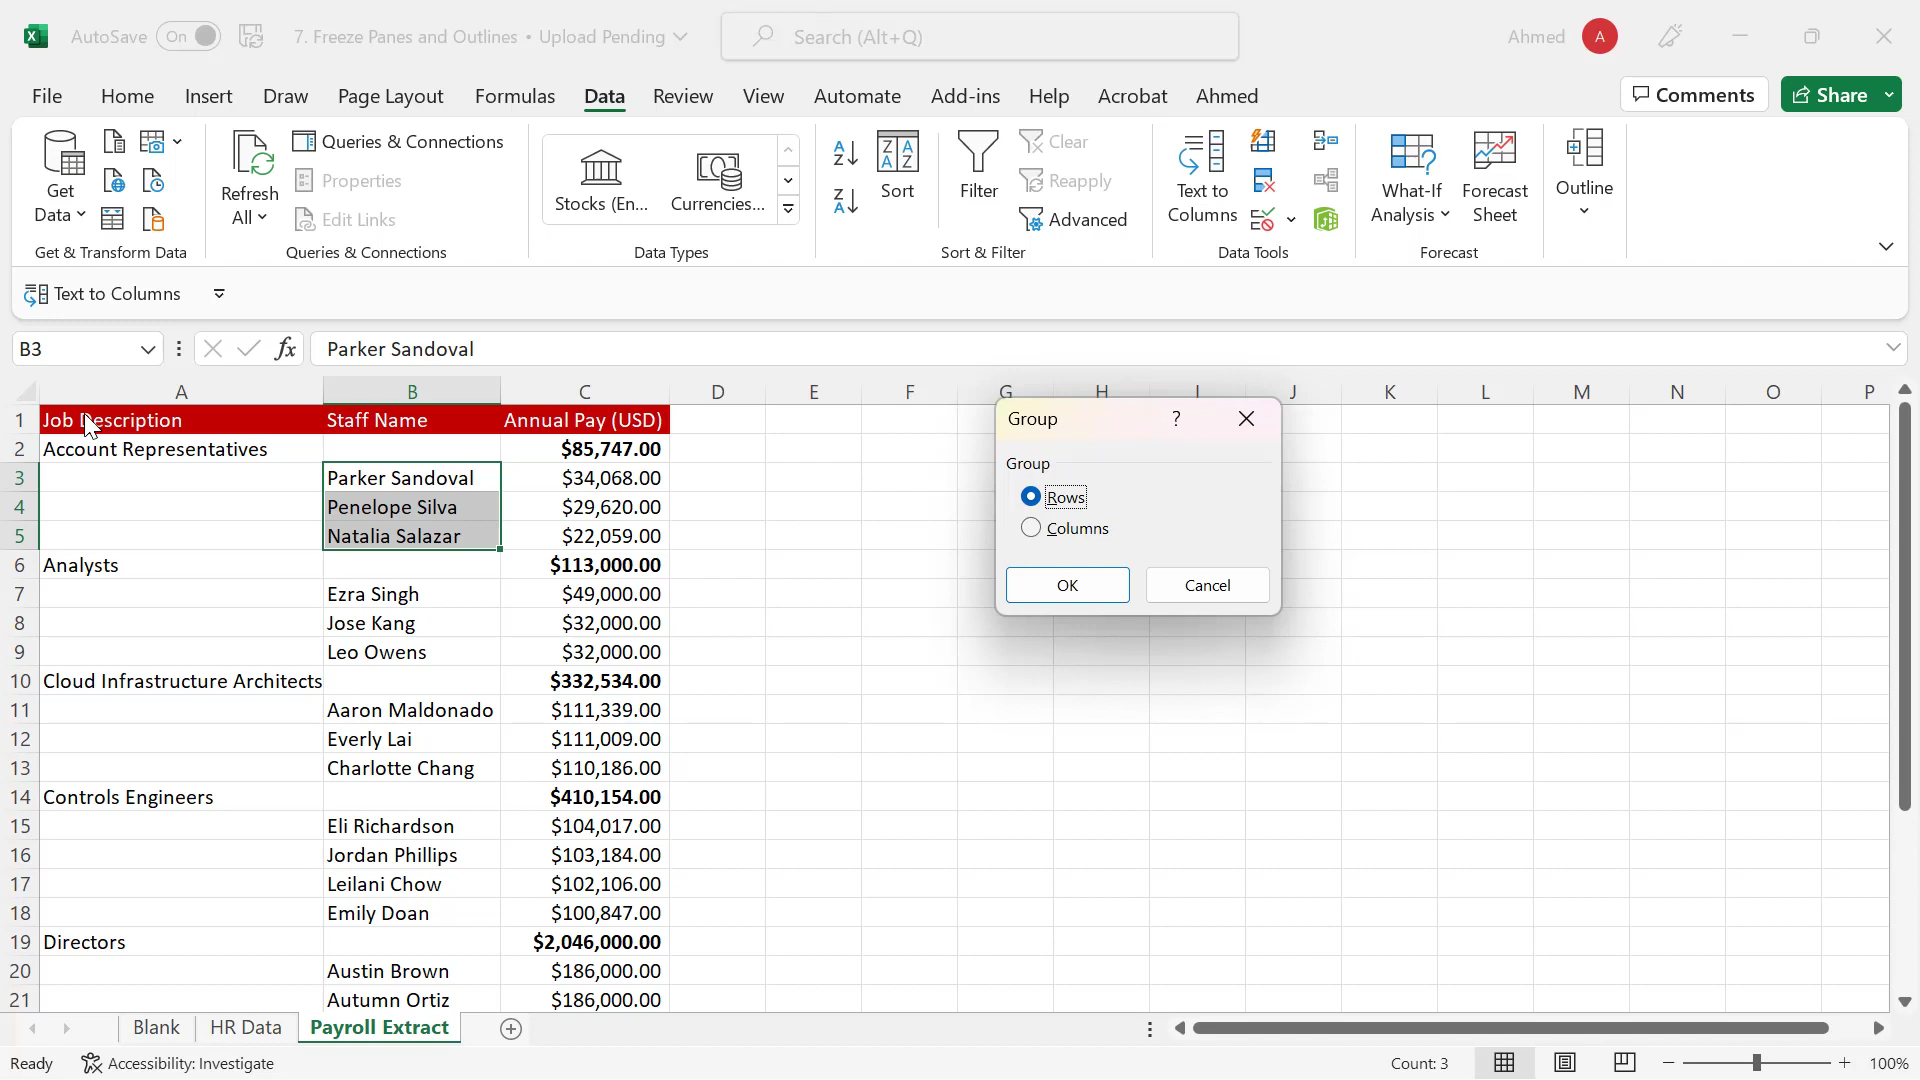 AutoSave On 7. Freeze Panes and Outlines • Upload Pending Search (Alt+Q) Ahmed A
File Home Insert Draw Page Layout Formulas Data Review View Automate Add-ins Help Acrobat Ahmed Comments Share
Get Data
Refresh All
Queries & Connections
Properties
Edit Links
Stocks (En... Currencies...
Sort
Filter
Clear
Reapply
Advanced
Text to Columns
What-If Analysis
Forecast Sheet
Outline
Get & Transform Data Queries & Connections Data Types Sort & Filter Data Tools Forecast
Text to Columns
B3 fx Parker Sandoval
A B C D E F G H I J K L M N O P
1 Job Description Staff Name Annual Pay (USD)
2 Account Representatives $85,747.00
3 Parker Sandoval $34,068.00
4 Penelope Silva $29,620.00
5 Natalia Salazar $22,059.00
6 Analysts $113,000.00
7 Ezra Singh $49,000.00
8 Jose Kang $32,000.00
9 Leo Owens $32,000.00
10 Cloud Infrastructure Architects $332,534.00
11 Aaron Maldonado $111,339.00
12 Everly Lai $111,009.00
13 Charlotte Chang $110,186.00
14 Controls Engineers $410,154.00
15 Eli Richardson $104,017.00
16 Jordan Phillips $103,184.00
17 Leilani Chow $102,106.00
18 Emily Doan $100,847.00
19 Directors $2,046,000.00
20 Austin Brown $186,000.00
21 Autumn Ortiz $186,000.00
Group ?
Group
Rows
Columns
OK Cancel
Blank HR Data Payroll Extract
Ready Accessibility: Investigate Count: 3 100%